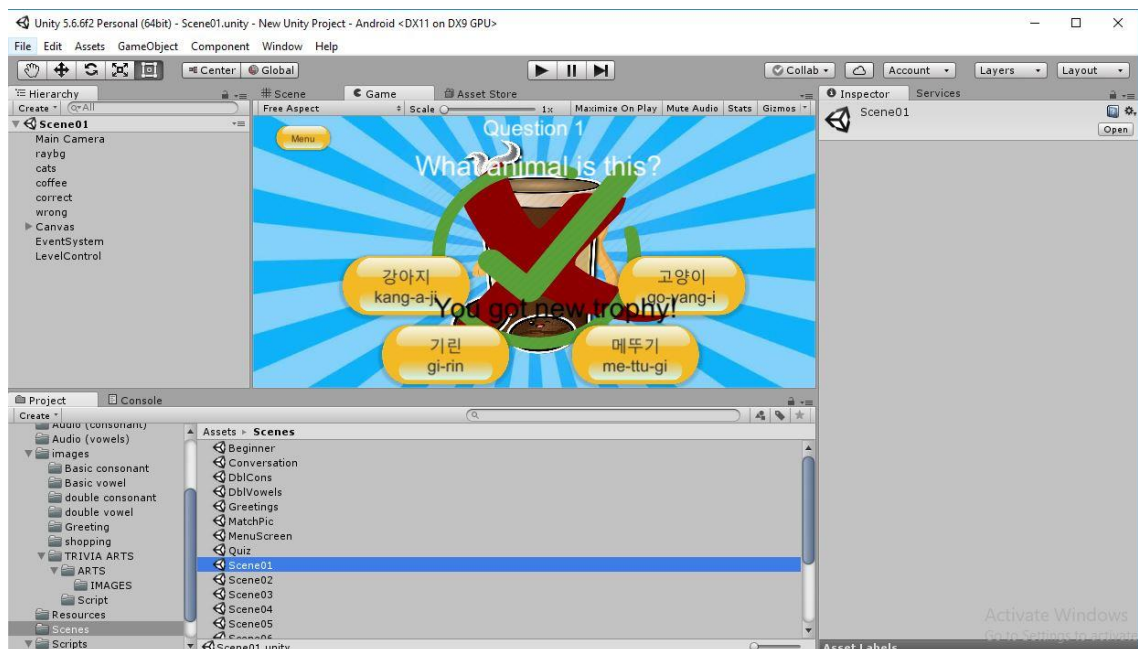 Unity 5.6.6f2 Personal (64bit) - Scene01.unity - New Unity Project - Android <DX11 on DX9 GPU>
File Edit Assets GameObject Component Window Help
Center Global Collab Account Layers Layout
Hierarchy
Create All
Scene01
Main Camera
raybg
cats
coffee
correct
wrong
Canvas
EventSystem
LevelControl
Scene Game Asset Store
Free Aspect Scale 1x Maximize On Play Mute Audio Stats Gizmos
Menu
Question 1
What animal is this?
강아지
kang-a-ji
고양이
go-yang-i
You got new trophy!
기린
gi-rin
메뚜기
me-ttu-gi
Inspector Services
Scene01
Open
Project Console
Create
Audio (consonant)
Audio (vowels)
images
Basic consonant
Basic vowel
double consonant
double vowel
Greeting
shopping
TRIVIA ARTS
ARTS
IMAGES
Script
Resources
Scenes
Scripts
Assets Scenes
Beginner
Conversation
DblCons
DblVowels
Greetings
MatchPic
MenuScreen
Quiz
Scene01
Scene02
Scene03
Scene04
Scene05
Scene06
Scene01.unity
Activate Windows
Go to Settings to activate
Asset Labels